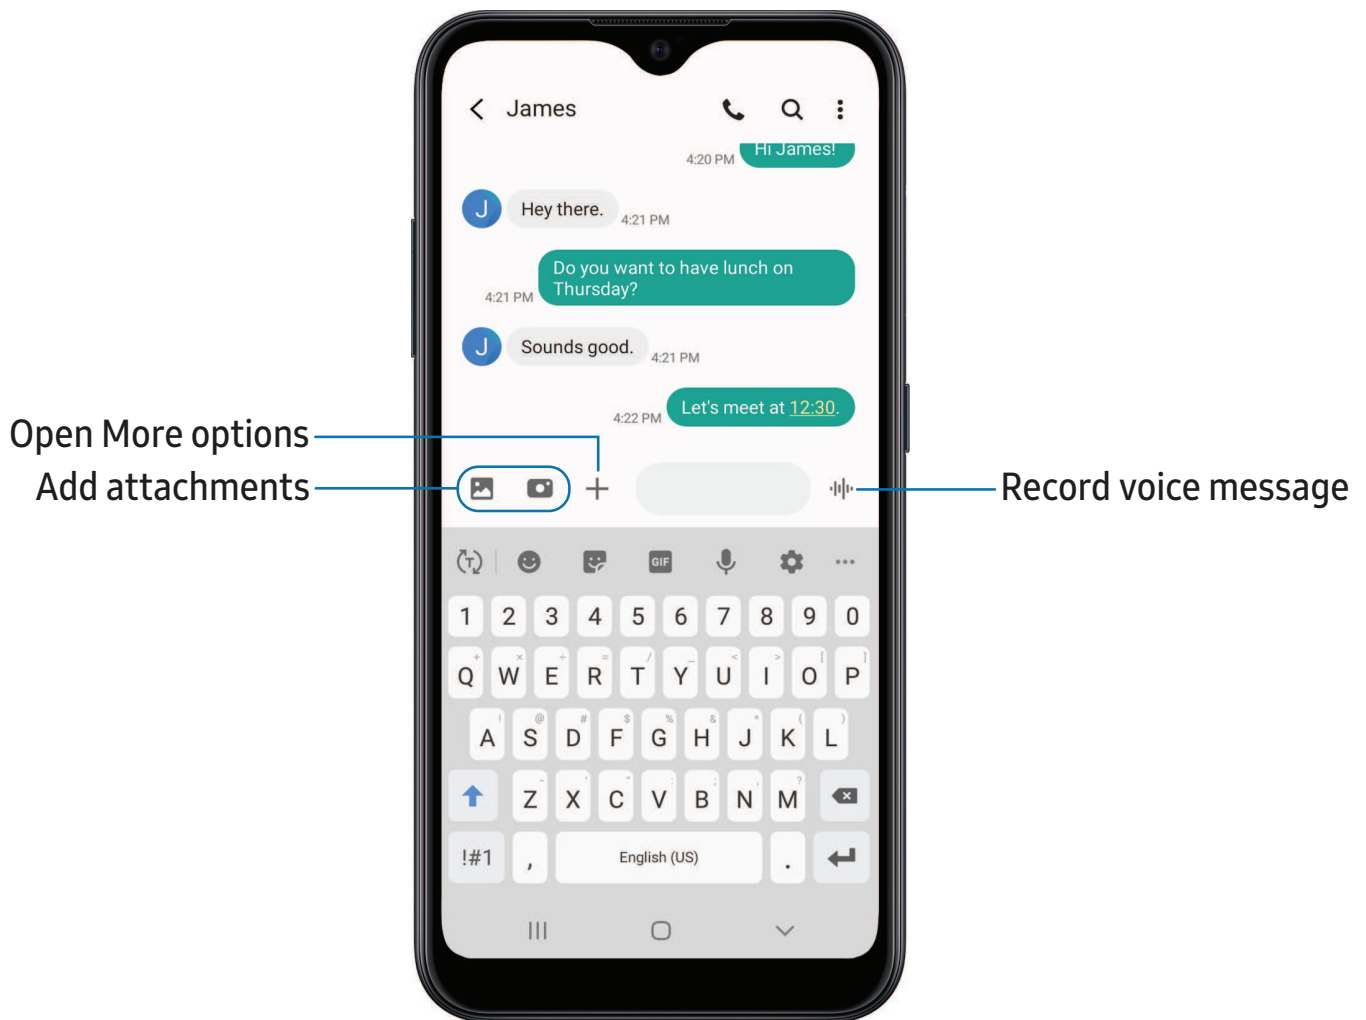 James
4:20 PM Hi James!
J Hey there. 4:21 PM
Do you want to have lunch on
4:21 PM Thursday?
J Sounds good. 4:21 PM
4:22 PM Let's meet at 12:30.
Open More options
Add attachments
Record voice message
T GIF
1 2 3 4 5 6 7 8 9 0
+ × ÷ = / _ < > [ ]
Q W E R T Y U I O P
! @ # $ % & * ( )
A S D F G H J K L
- ' " : ; , ?
Z X C V B N M
!#1 , English (US) .